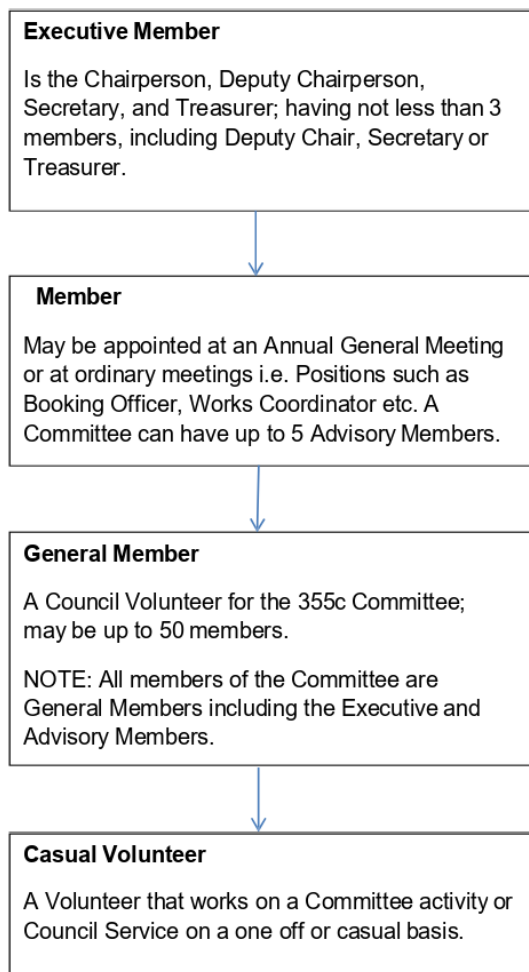 Executive Member
Is the Chairperson, Deputy Chairperson,
Secretary, and Treasurer; having not less than 3
members, including Deputy Chair, Secretary or
Treasurer.
Member
May be appointed at an Annual General Meeting
or at ordinary meetings i.e. Positions such as
Booking Officer, Works Coordinator etc. A
Committee can have up to 5 Advisory Members.
General Member
A Council Volunteer for the 355c Committee;
may be up to 50 members.
NOTE: All members of the Committee are
General Members including the Executive and
Advisory Members.
Casual Volunteer
A Volunteer that works on a Committee activity or
Council Service on a one off or casual basis.